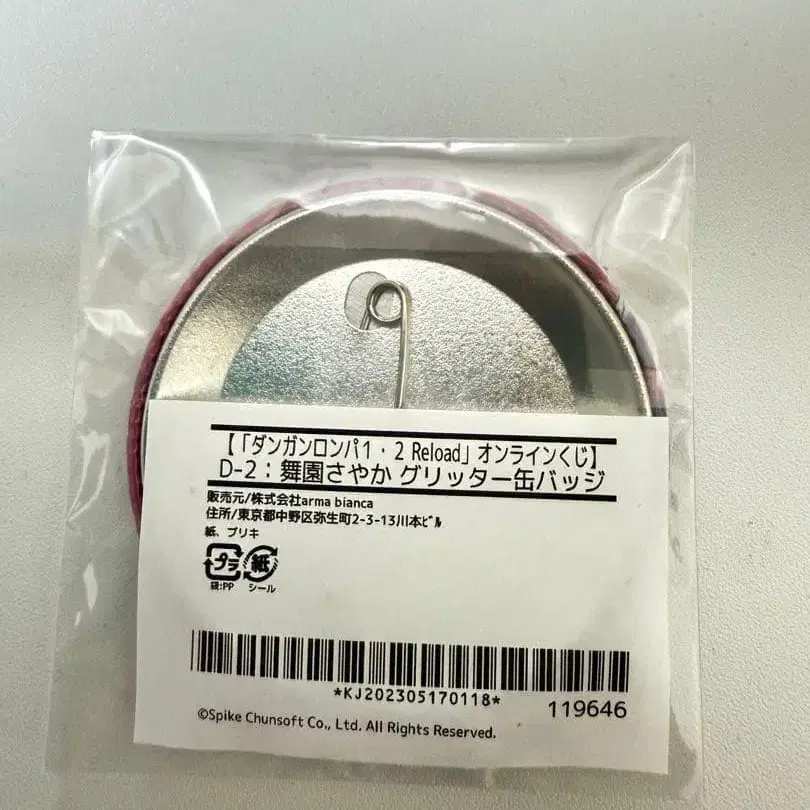 【「ダンガンロンパ1・2 Reload」オンラインくじ】
D-2：舞園さやか グリッター缶バッジ
販売元/株式会社arma bianca
住所/東京都中野区弥生町2-3-13川本ﾋﾞﾙ
紙、ブリキ
プラ 紙
袋:PP シール
*KJ202305170118* 119646
©Spike Chunsoft Co., Ltd. All Rights Reserved.